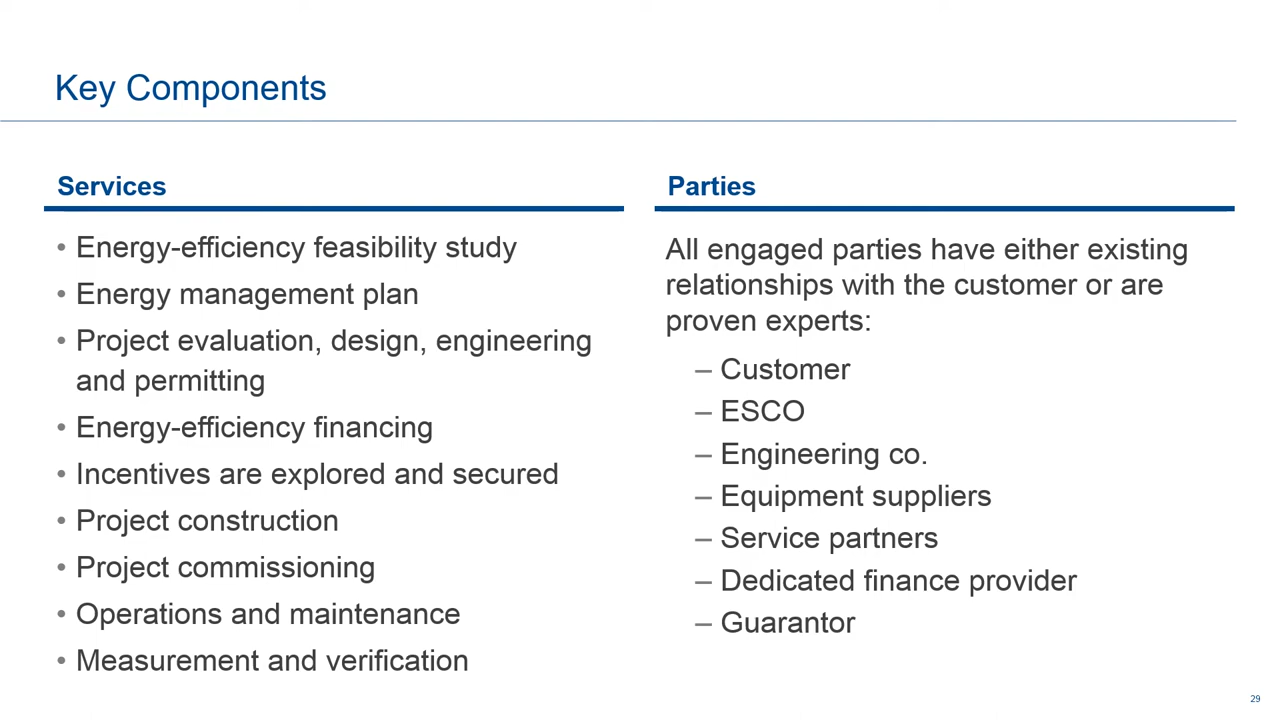 Key Components
Services
• Energy-efficiency feasibility study
• Energy management plan
• Project evaluation, design, engineering
and permitting
• Energy-efficiency financing
• Incentives are explored and secured
• Project construction
• Project commissioning
• Operations and maintenance
• Measurement and verification
Parties
All engaged parties have either existing
relationships with the customer or are
proven experts:
– Customer
– ESCO
– Engineering co.
– Equipment suppliers
– Service partners
– Dedicated finance provider
– Guarantor
29